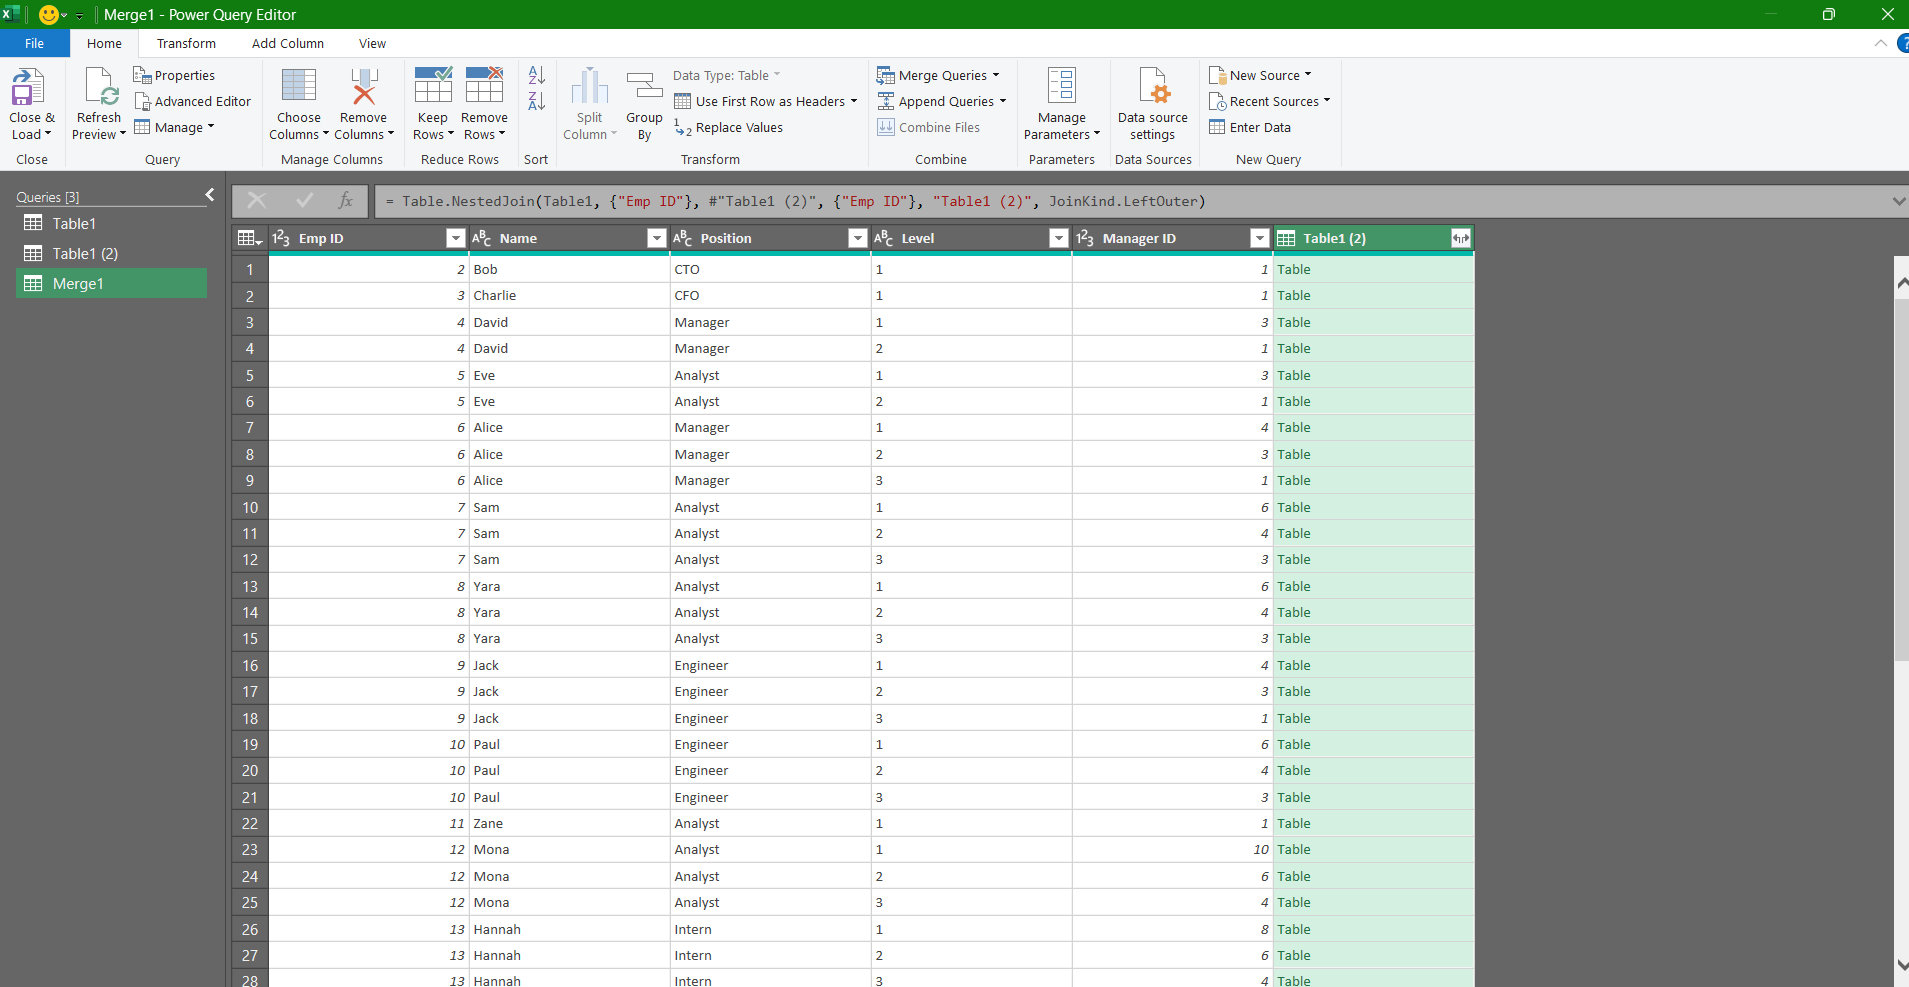 Merge1 - Power Query Editor
File Home Transform Add Column View
Close & Load
Close
Refresh Preview
Properties
Advanced Editor
Manage
Query
Choose Columns
Remove Columns
Manage Columns
Keep Rows
Remove Rows
Reduce Rows
Sort
Split Column
Group By
Data Type: Table
Use First Row as Headers
Replace Values
Transform
Merge Queries
Append Queries
Combine Files
Combine
Manage Parameters
Parameters
Data source settings
Data Sources
New Source
Recent Sources
Enter Data
New Query
Queries [3]
Table1
Table1 (2)
Merge1
fx = Table.NestedJoin(Table1, {"Emp ID"}, #"Table1 (2)", {"Emp ID"}, "Table1 (2)", JoinKind.LeftOuter)
123 Emp ID ABC Name ABC Position ABC Level 123 Manager ID Table1 (2)
1 2 Bob CTO 1 1 Table
2 3 Charlie CFO 1 1 Table
3 4 David Manager 1 3 Table
4 4 David Manager 2 1 Table
5 5 Eve Analyst 1 3 Table
6 5 Eve Analyst 2 1 Table
7 6 Alice Manager 1 4 Table
8 6 Alice Manager 2 3 Table
9 6 Alice Manager 3 1 Table
10 7 Sam Analyst 1 6 Table
11 7 Sam Analyst 2 4 Table
12 7 Sam Analyst 3 3 Table
13 8 Yara Analyst 1 6 Table
14 8 Yara Analyst 2 4 Table
15 8 Yara Analyst 3 3 Table
16 9 Jack Engineer 1 4 Table
17 9 Jack Engineer 2 3 Table
18 9 Jack Engineer 3 1 Table
19 10 Paul Engineer 1 6 Table
20 10 Paul Engineer 2 4 Table
21 10 Paul Engineer 3 3 Table
22 11 Zane Analyst 1 1 Table
23 12 Mona Analyst 1 10 Table
24 12 Mona Analyst 2 6 Table
25 12 Mona Analyst 3 4 Table
26 13 Hannah Intern 1 8 Table
27 13 Hannah Intern 2 6 Table
28 13 Hannah Intern 3 4 Table